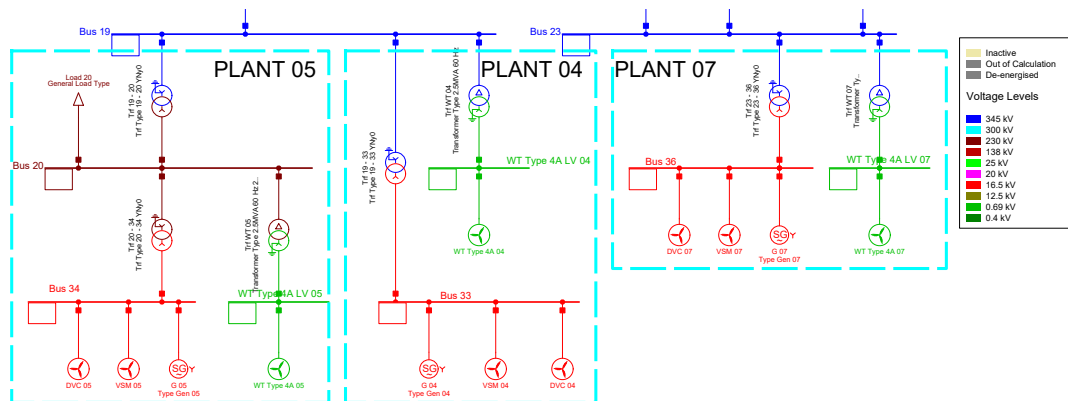 Bus 19
Bus 23
PLANT 05
PLANT 04
PLANT 07
Load 20
General Load Type
Trf 19 - 20
Trf Type 19 - 20 YNy0
Trf WT 04
Transformer Type 2.5MVA 60 Hz
Trf 23 - 36
Trf Type 23 - 36 YNy0
Trf WT 07
Transformer Ty..
Trf 19 - 33
Trf Type 19 - 33 YNy0
Bus 20
WT Type 4A LV 04
Bus 36
WT Type 4A LV 07
Trf 20 - 34
Trf Type 20 - 34 YNy0
Trf WT 05
Transformer Type 2.5MVA 60 Hz 2..
WT Type 4A 04
DVC 07
VSM 07
SG
G 07
Type Gen 07
WT Type 4A 07
Bus 34
WT Type 4A LV 05
Bus 33
DVC 05
VSM 05
SG
G 05
Type Gen 05
WT Type 4A 05
SG
G 04
Type Gen 04
VSM 04
DVC 04
Inactive
Out of Calculation
De-energised
Voltage Levels
345 kV
300 kV
230 kV
138 kV
25 kV
20 kV
16.5 kV
12.5 kV
0.69 kV
0.4 kV